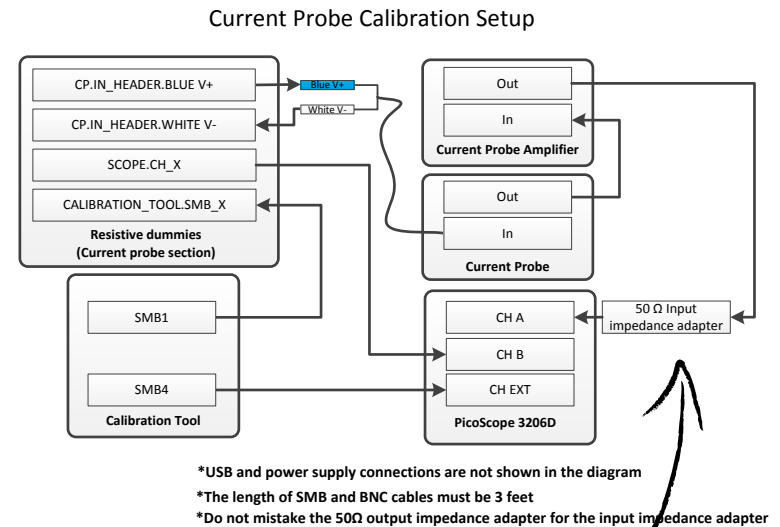 Current Probe Calibration Setup
CP.IN_HEADER.BLUE V+
CP.IN_HEADER.WHITE V-
SCOPE.CH_X
CALIBRATION_TOOL.SMB_X
Resistive dummies
(Current probe section)
Blue V+
White V-
Out
In
Current Probe Amplifier
Out
In
Current Probe
SMB1
SMB4
Calibration Tool
CH A
CH B
CH EXT
PicoScope 3206D
50 Ω Input
impedance adapter
*USB and power supply connections are not shown in the diagram
*The length of SMB and BNC cables must be 3 feet
*Do not mistake the 50Ω output impedance adapter for the input impedance adapter